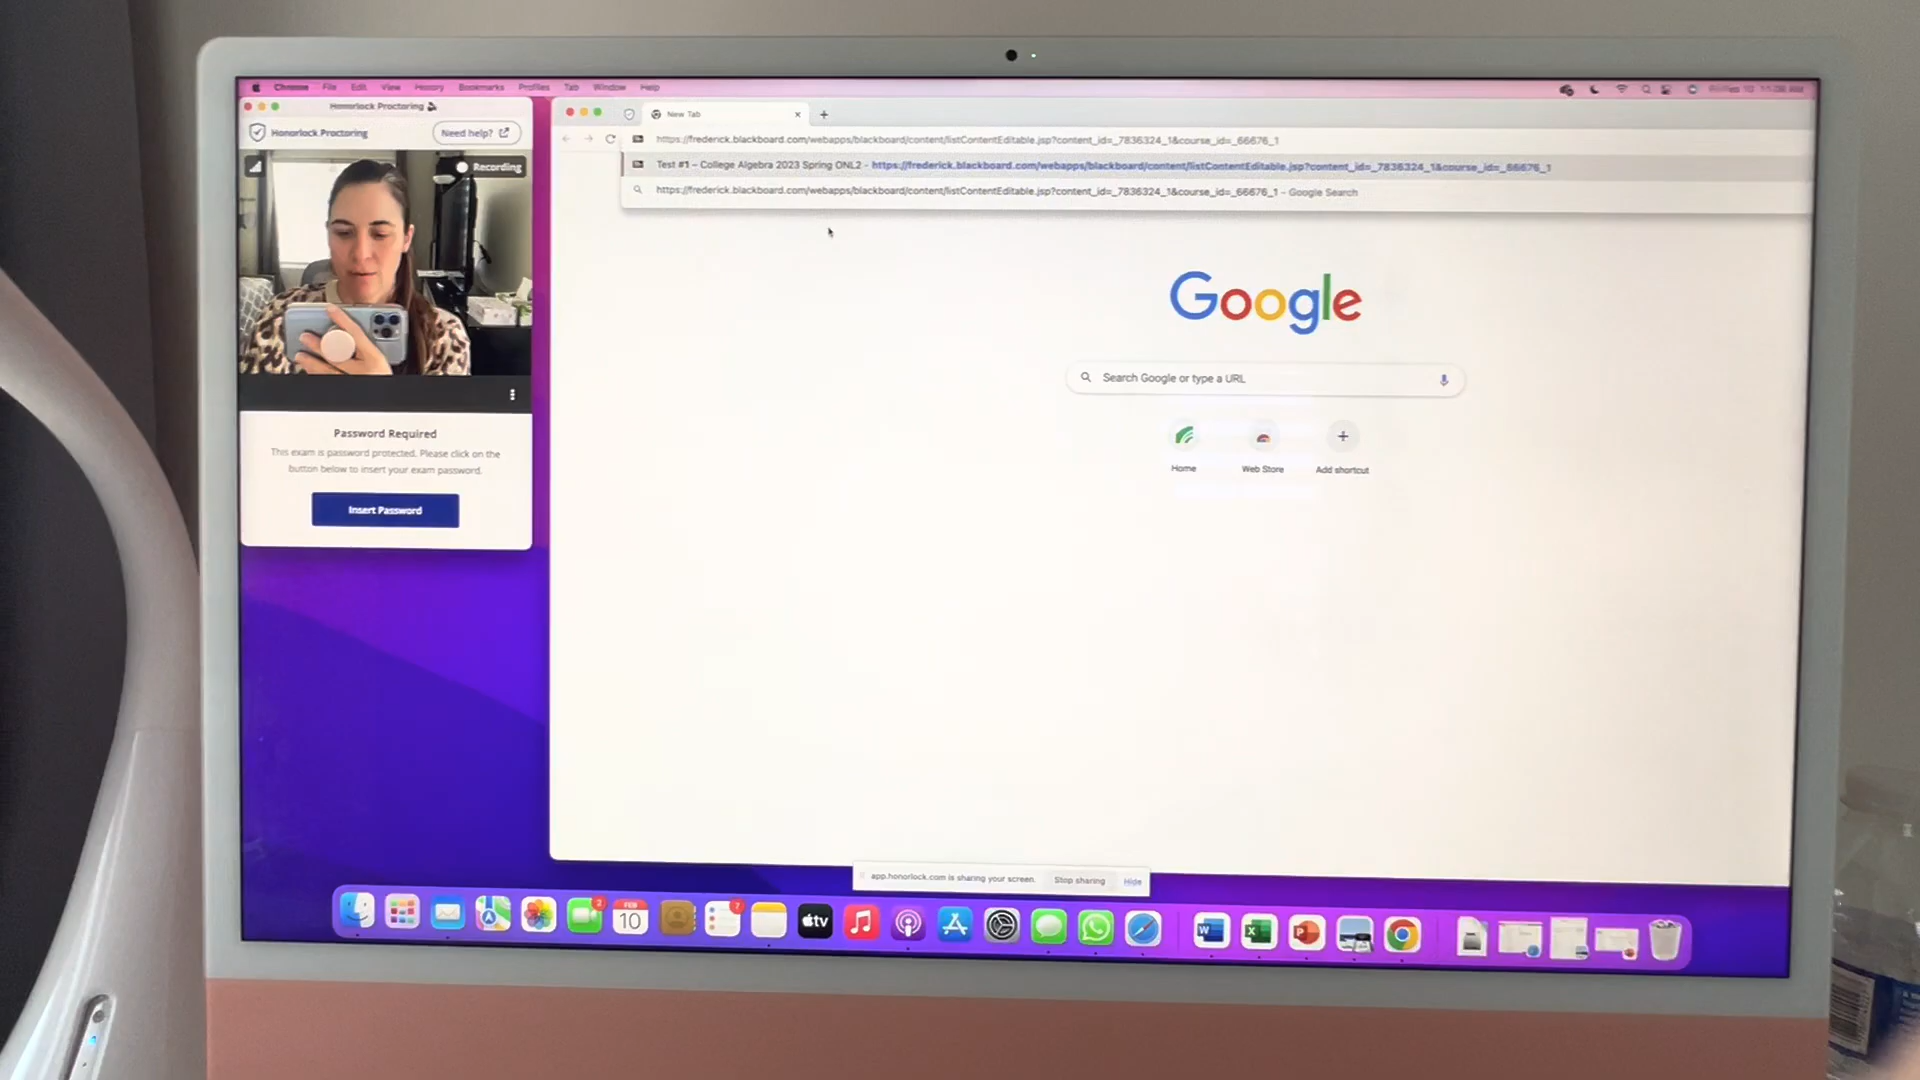 Chrome File Edit View History Bookmarks Profiles Tab Window Help
Honorlock Proctoring
Honorlock Proctoring
Need help?
Recording
Password Required
This exam is password protected. Please click on the
button below to insert your exam password.
Insert Password
New Tab
https://frederick.blackboard.com/webapps/blackboard/content/listContentEditable.jsp?content_id=_7836324_1&course_id=_66676_1
Test #1 – College Algebra 2023 Spring ONL2 - https://frederick.blackboard.com/webapps/blackboard/content/listContentEditable.jsp?content_id=_7836324_1&course_id=_66676_1
https://frederick.blackboard.com/webapps/blackboard/content/listContentEditable.jsp?content_id=_7836324_1&course_id=_66676_1 - Google Search
Google
Search Google or type a URL
Home
Web Store
Add shortcut
app.honorlock.com is sharing your screen.
Stop sharing
Hide
2
FEB
10
7
tv
W
X
P